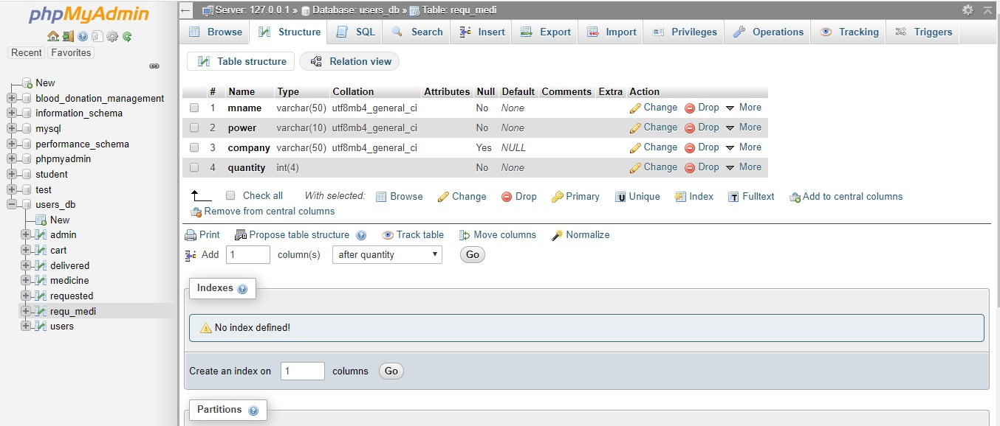 phpMyAdmin
Recent Favorites
New
blood_donation_management
information_schema
mysql
performance_schema
phpmyadmin
student
test
users_db
New
admin
cart
delivered
medicine
requested
requ_medi
users
Server: 127.0.0.1 » Database: users_db » Table: requ_medi
Browse Structure SQL Search Insert Export Import Privileges Operations Tracking Triggers
Table structure Relation view
# Name Type Collation Attributes Null Default Comments Extra Action
1 mname varchar(50) utf8mb4_general_ci No None Change Drop More
2 power varchar(10) utf8mb4_general_ci No None Change Drop More
3 company varchar(50) utf8mb4_general_ci Yes NULL Change Drop More
4 quantity int(4) No None Change Drop More
Check all With selected: Browse Change Drop Primary Unique Index Fulltext Add to central columns
Remove from central columns
Print Propose table structure Track table Move columns Normalize
Add 1 column(s) after quantity Go
Indexes
No index defined!
Create an index on 1 columns Go
Partitions